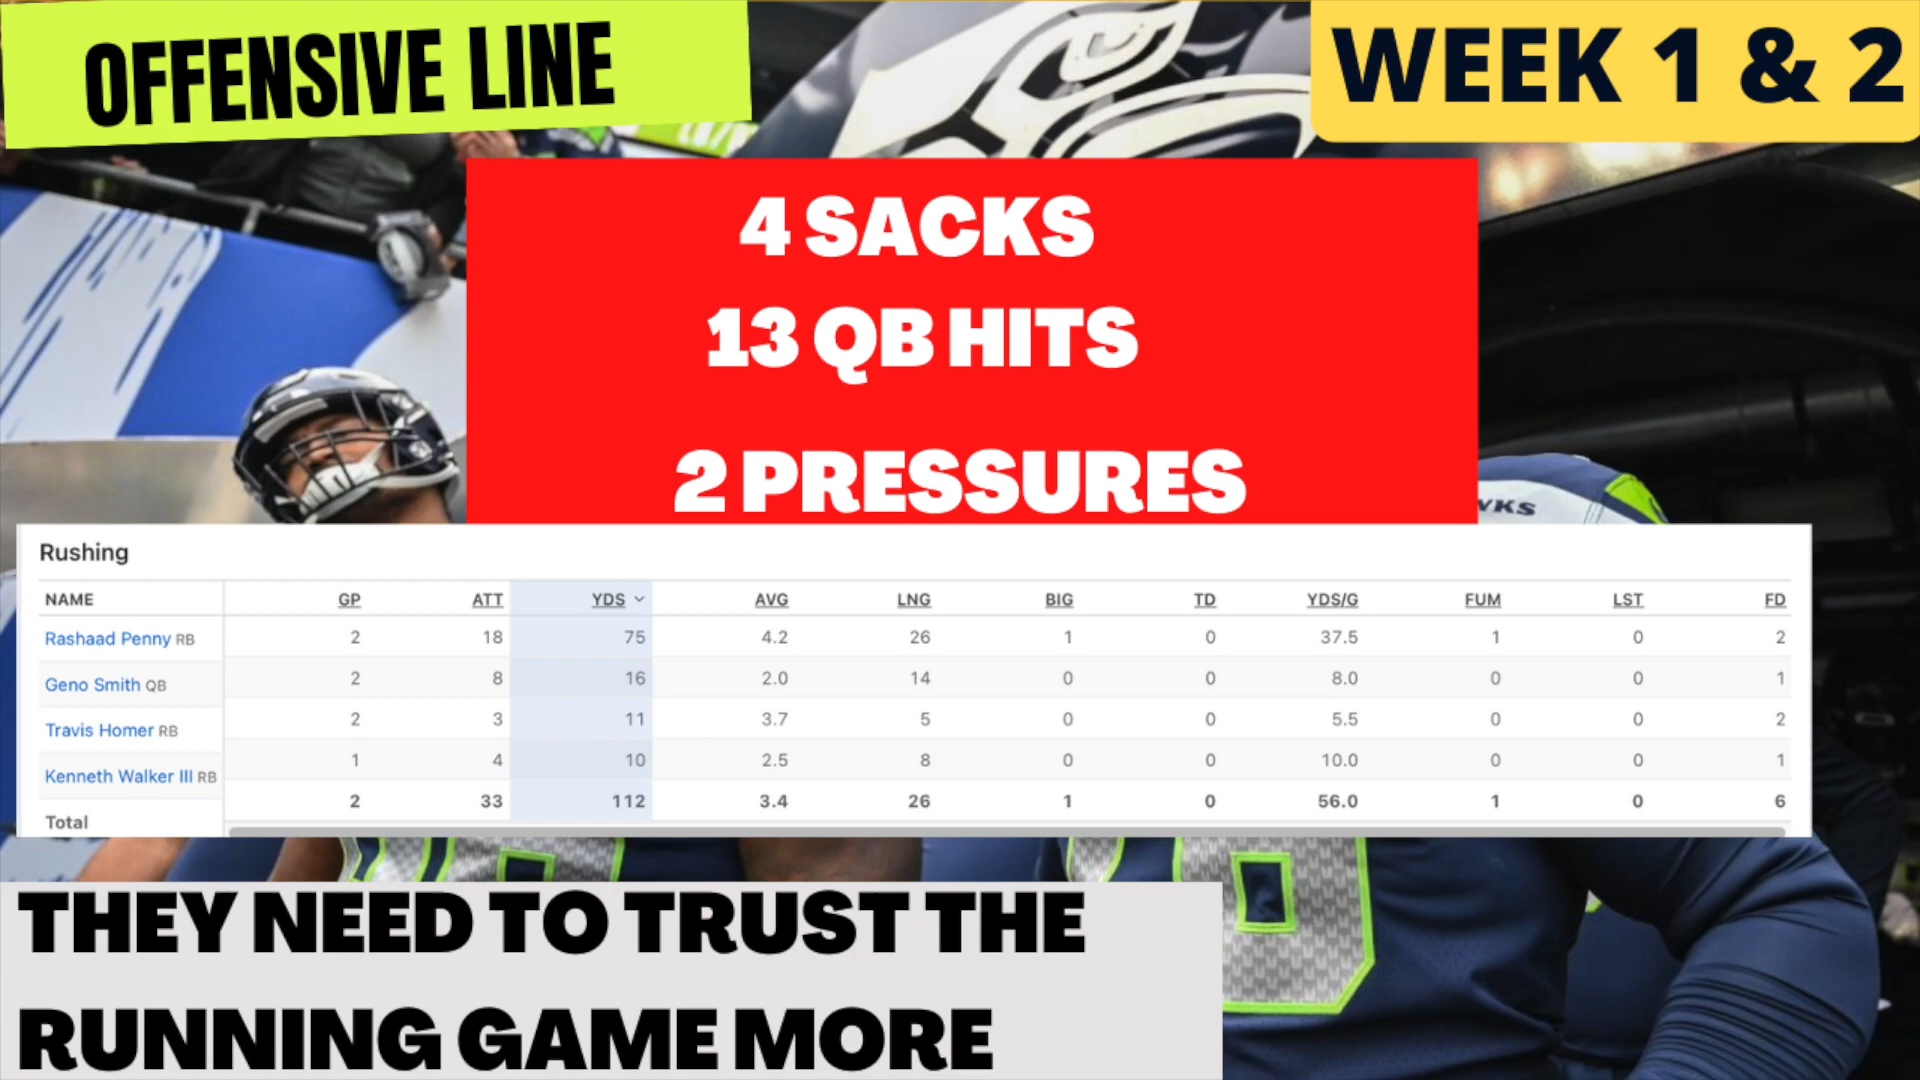 OFFENSIVE LINE
WEEK 1 & 2
4 SACKS
13 QB HITS
2 PRESSURES
WKS
Rushing
NAME GP ATT YDS AVG LNG BIG TD YDS/G FUM LST FD
Rashaad Penny RB 2 18 75 4.2 26 1 0 37.5 1 0 2
Geno Smith QB 2 8 16 2.0 14 0 0 8.0 0 0 1
Travis Homer RB 2 3 11 3.7 5 0 0 5.5 0 0 2
Kenneth Walker III RB 1 4 10 2.5 8 0 0 10.0 0 0 1
Total 2 33 112 3.4 26 1 0 56.0 1 0 6
THEY NEED TO TRUST THE
RUNNING GAME MORE